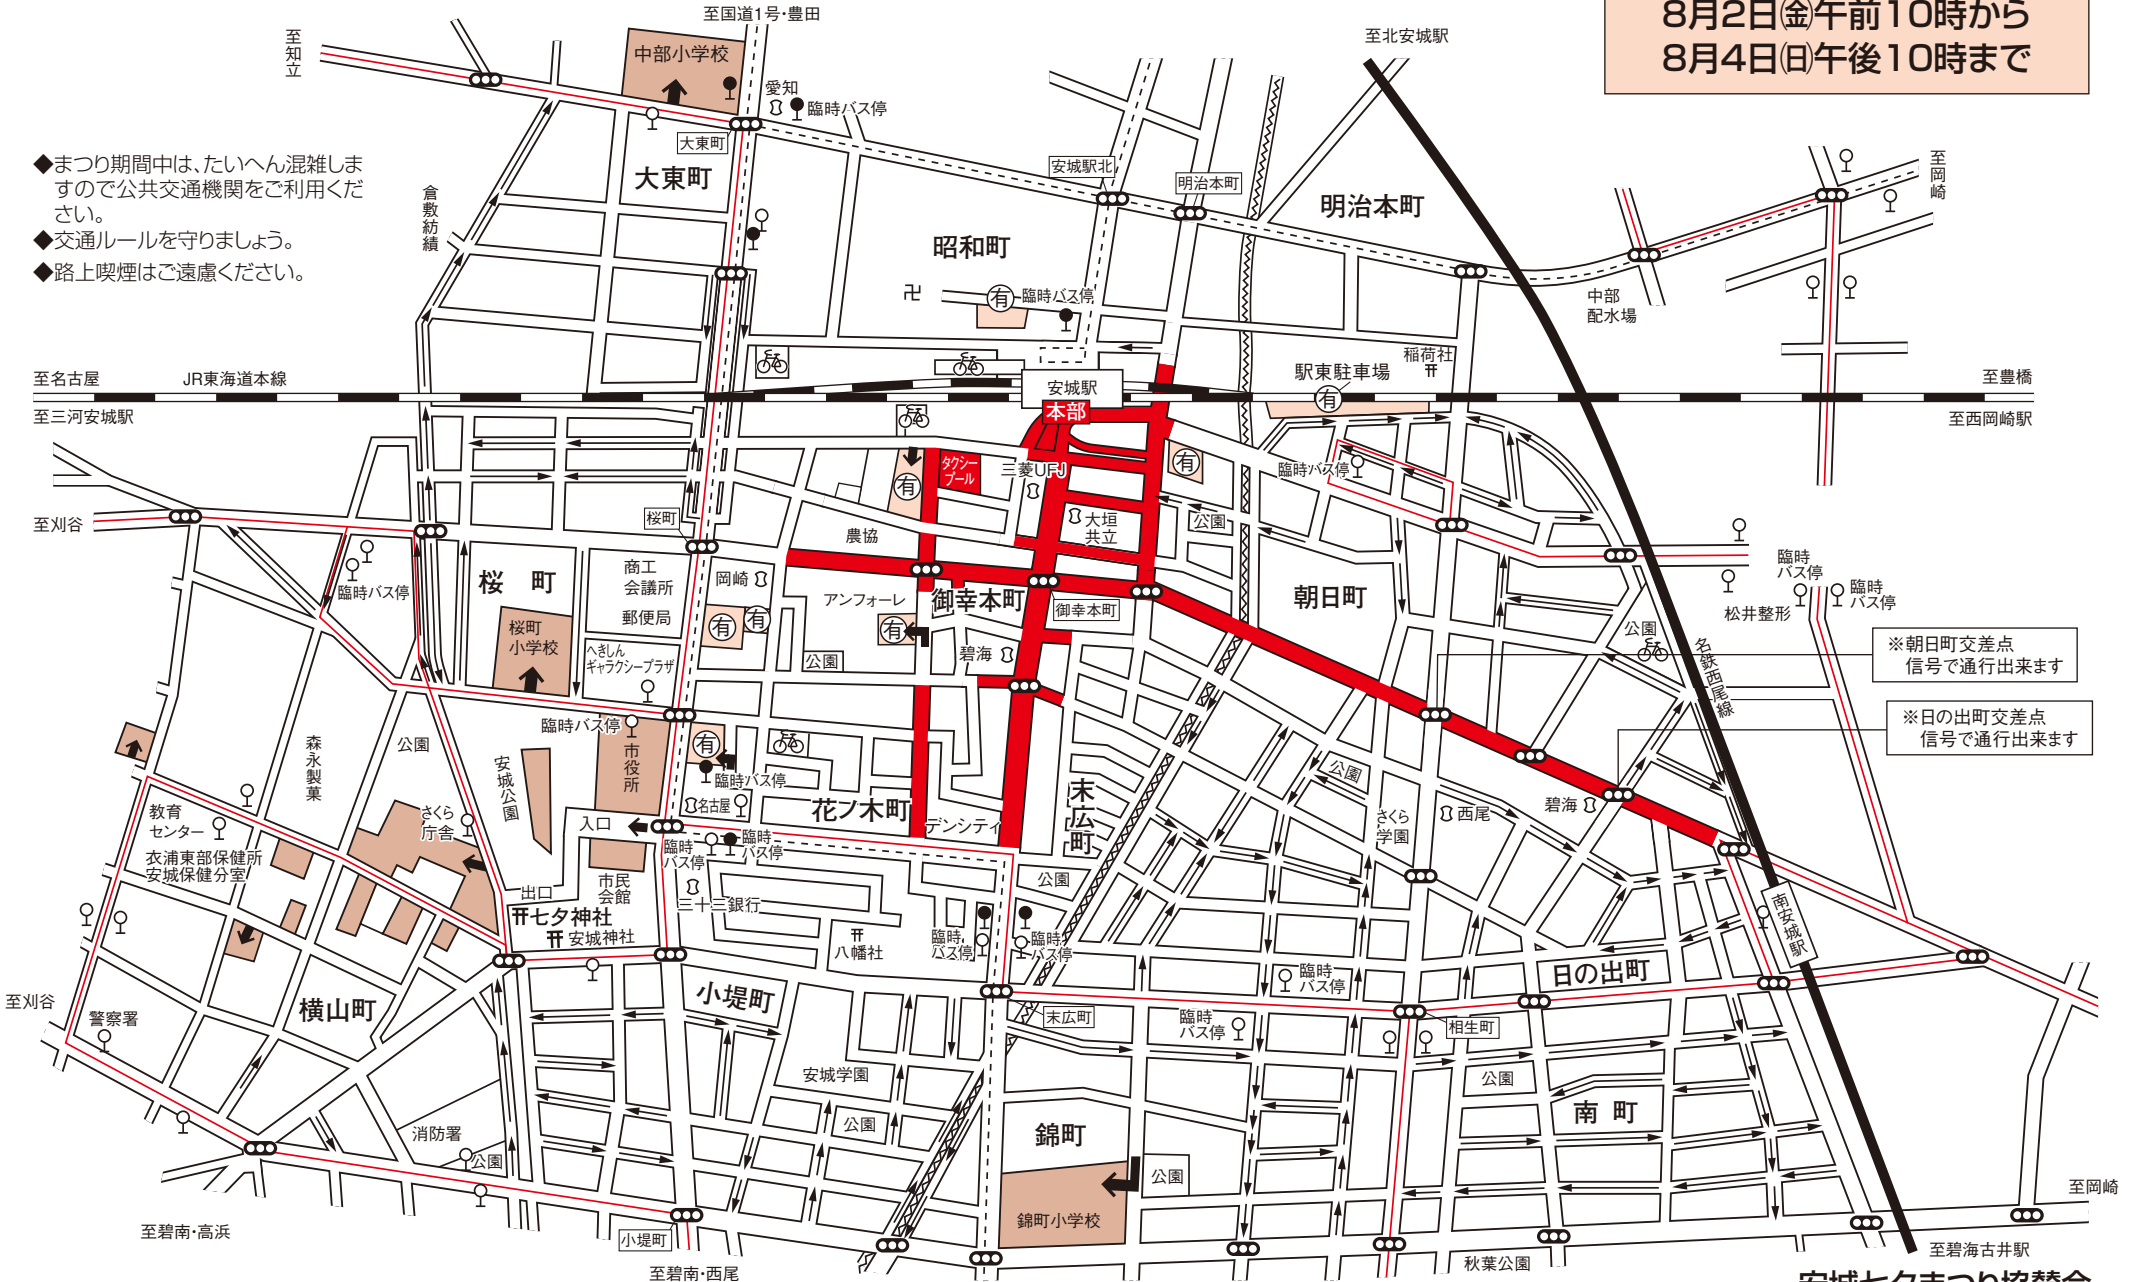 至国道1号・豊田
8月2日㊎午前10時から
8月4日㊐午後10時まで
至知立
中部小学校
愛知
臨時バス停
大東町
大東町
至北安城駅
安城駅北
明治本町
明治本町
至岡崎
◆まつり期間中は、たいへん混雑しま
すので公共交通機関をご利用くだ
さい。
◆交通ルールを守りましょう。
◆路上喫煙はご遠慮ください。
倉敷紡績
昭和町
卍
有
臨時バス停
中部
配水場
稲荷社
駅東駐車場
有
至名古屋
JR東海道本線
安城駅
本部
至豊橋
至三河安城駅
至西岡崎駅
タクシー
プール
三菱UFJ
有
有
臨時バス停
至刈谷
桜町
農協
大垣
共立
公園
臨時バス停
桜 町
商工
会議所
郵便局
岡崎
アンフォーレ
御幸本町
御幸本町
朝日町
臨時
バス停
臨時
バス停
松井整形
公園
有
有
有
桜町
小学校
へきしん
ギャラクシープラザ
公園
碧海
名鉄西尾線
※朝日町交差点
信号で通行出来ます
※日の出町交差点
信号で通行出来ます
臨時バス停
市役所
有
臨時バス停
公園
森永製菓
安城公園
名古屋
花ノ木町
デンシティ
末広町
公園
さくら
学園
西尾
碧海
教育
センター
さくら
庁舎
入口
臨時
バス停
臨時
バス停
衣浦東部保健所
安城保健分室
出口
市民
会館
三十三銀行
公園
七夕神社
安城神社
八幡社
臨時
バス停
臨時
バス停
南安城駅
日の出町
臨時
バス停
至刈谷
警察署
横山町
小堤町
末広町
臨時
バス停
相生町
安城学園
公園
公園
南 町
消防署
公園
錦町
公園
錦町小学校
至岡崎
至碧南・高浜
小堤町
至碧南・西尾
秋葉公園
至碧海古井駅
安城七夕まつり協賛会